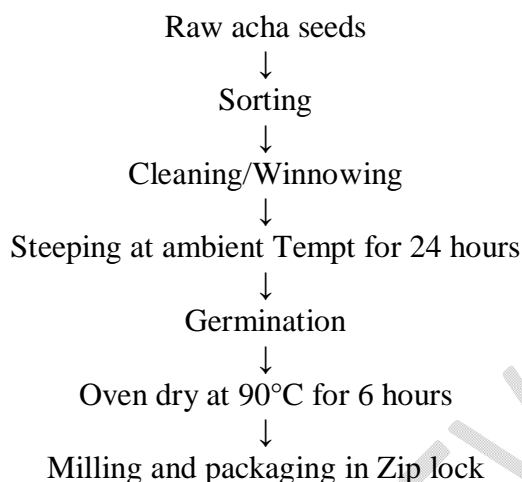 Raw acha seeds
↓
Sorting
↓
Cleaning/Winnowing
↓
Steeping at ambient Tempt for 24 hours
↓
Germination
↓
Oven dry at 90°C for 6 hours
↓
Milling and packaging in Zip lock